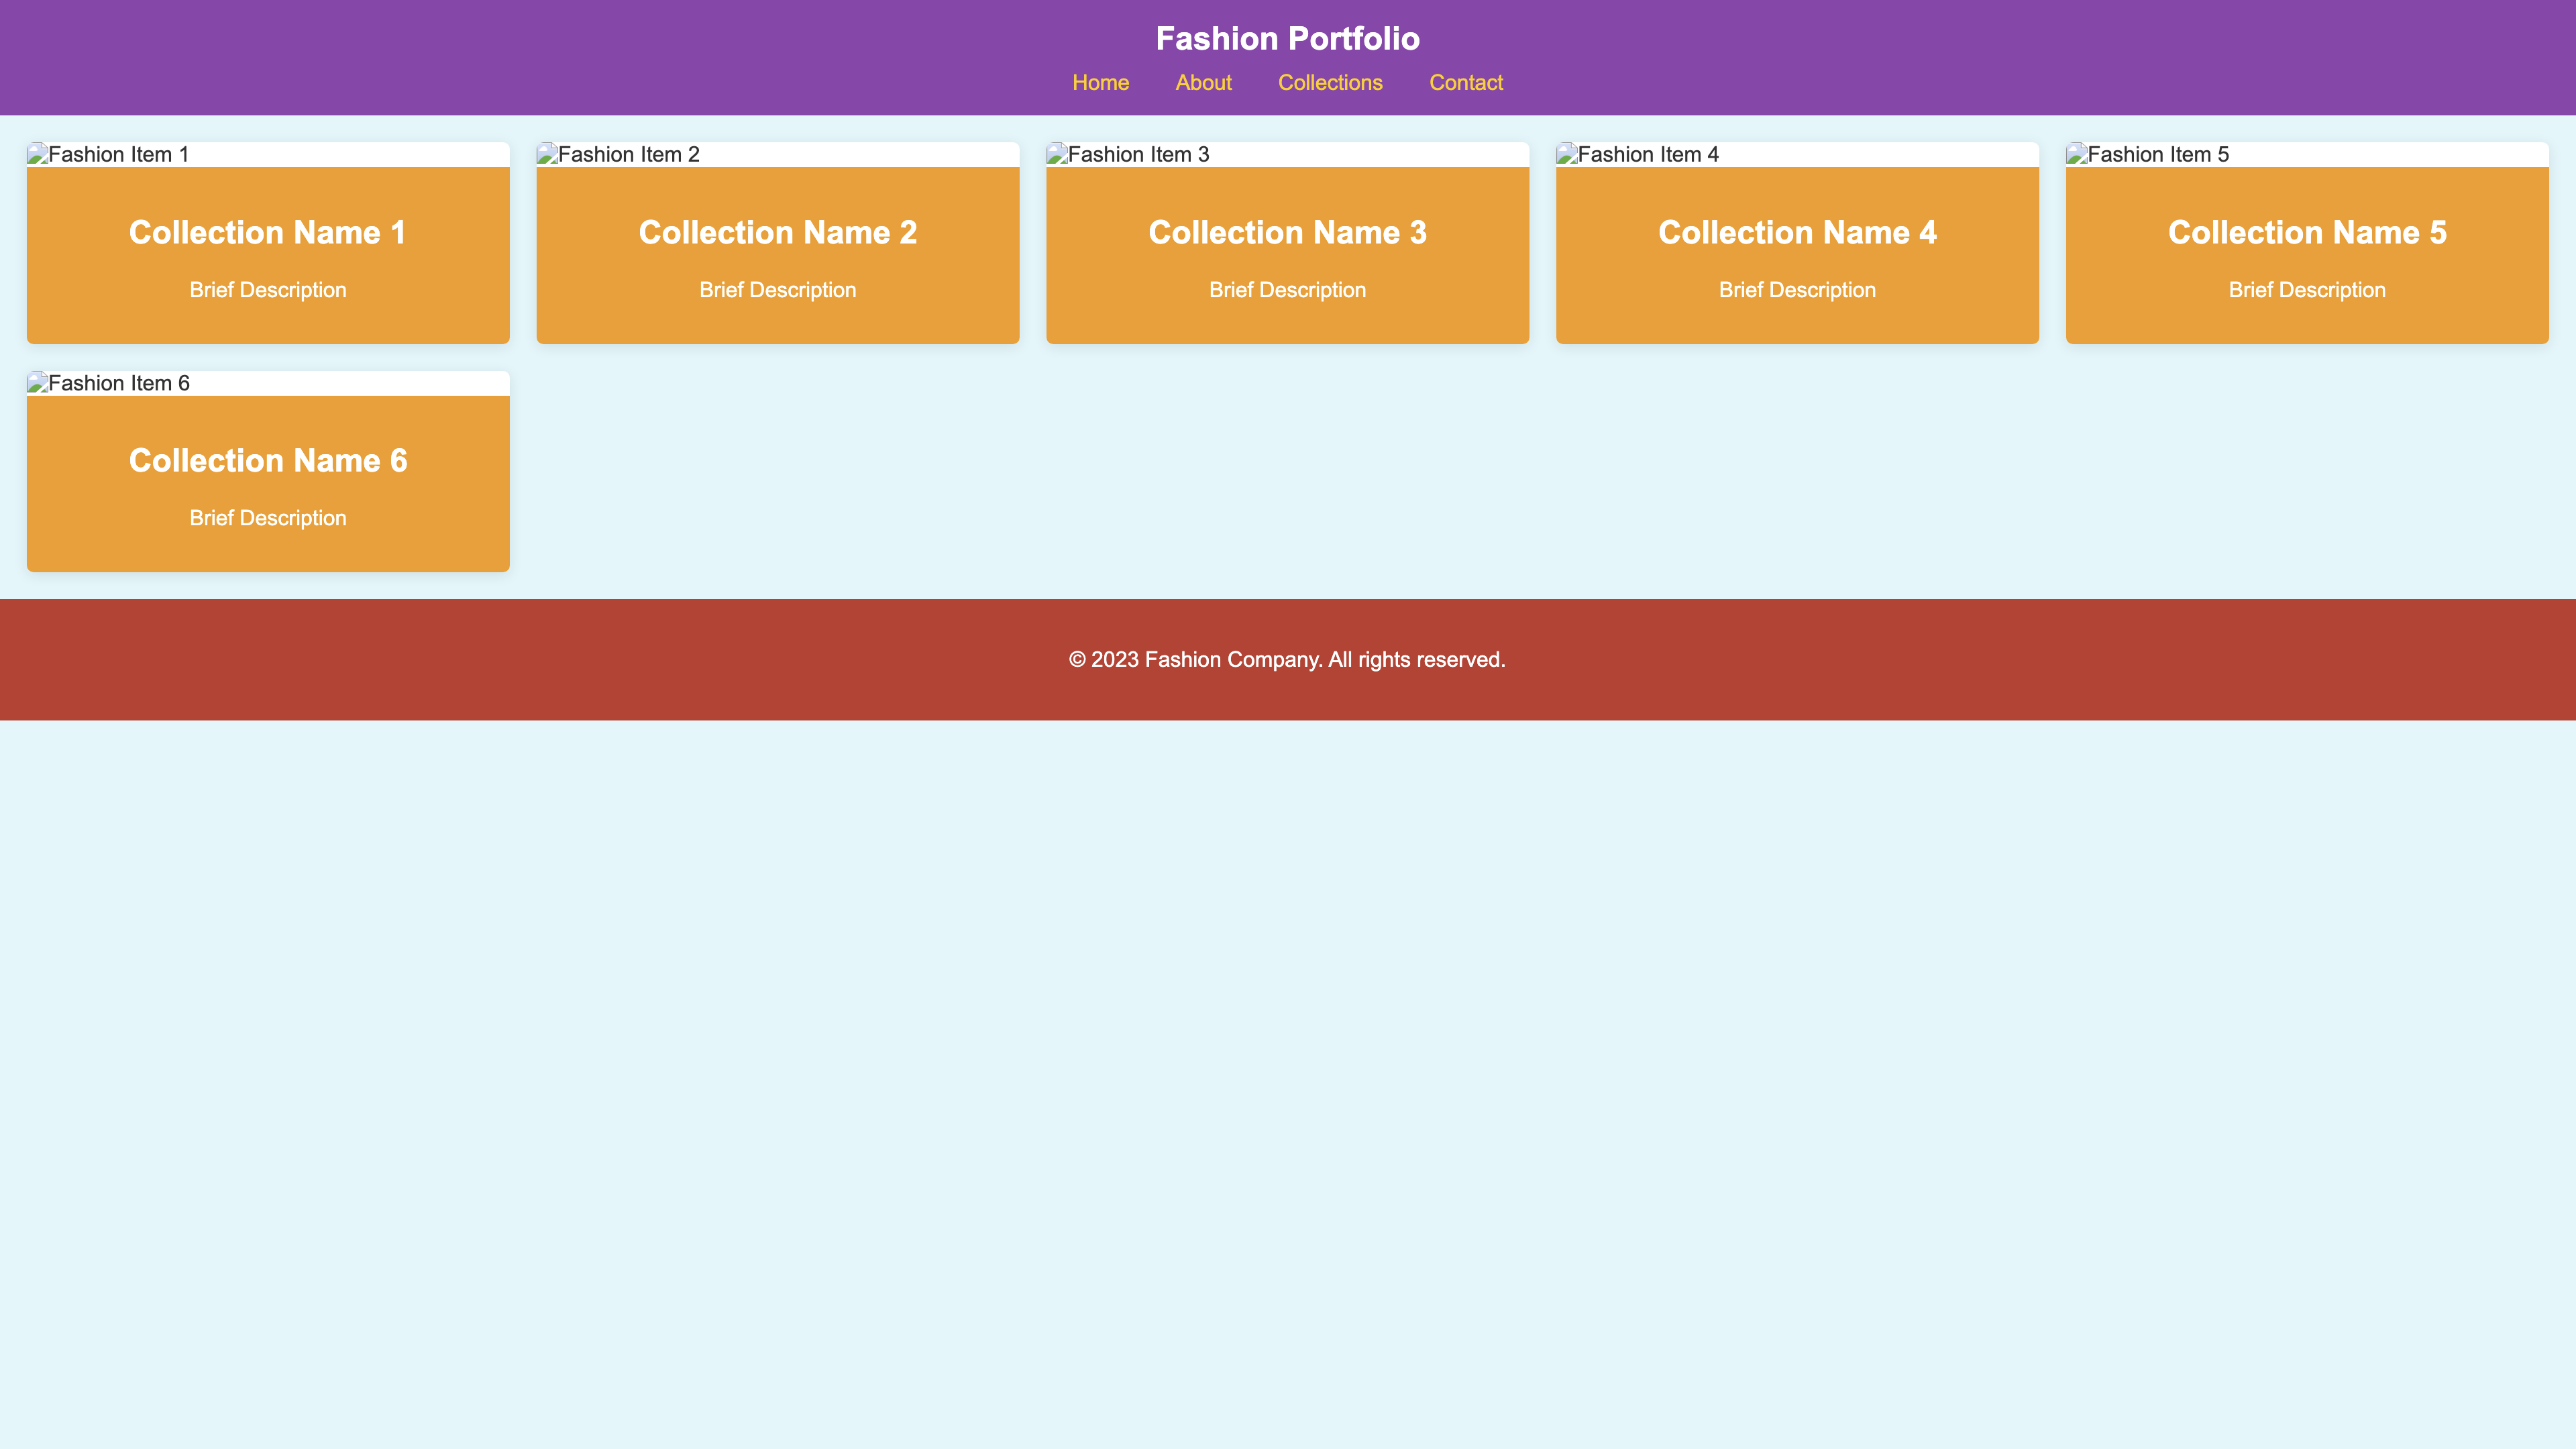 Fashion Portfolio
Home About Collections Contact
Fashion Item 1
Collection Name 1
Brief Description
Fashion Item 2
Collection Name 2
Brief Description
Fashion Item 3
Collection Name 3
Brief Description
Fashion Item 4
Collection Name 4
Brief Description
Fashion Item 5
Collection Name 5
Brief Description
Fashion Item 6
Collection Name 6
Brief Description
© 2023 Fashion Company. All rights reserved.